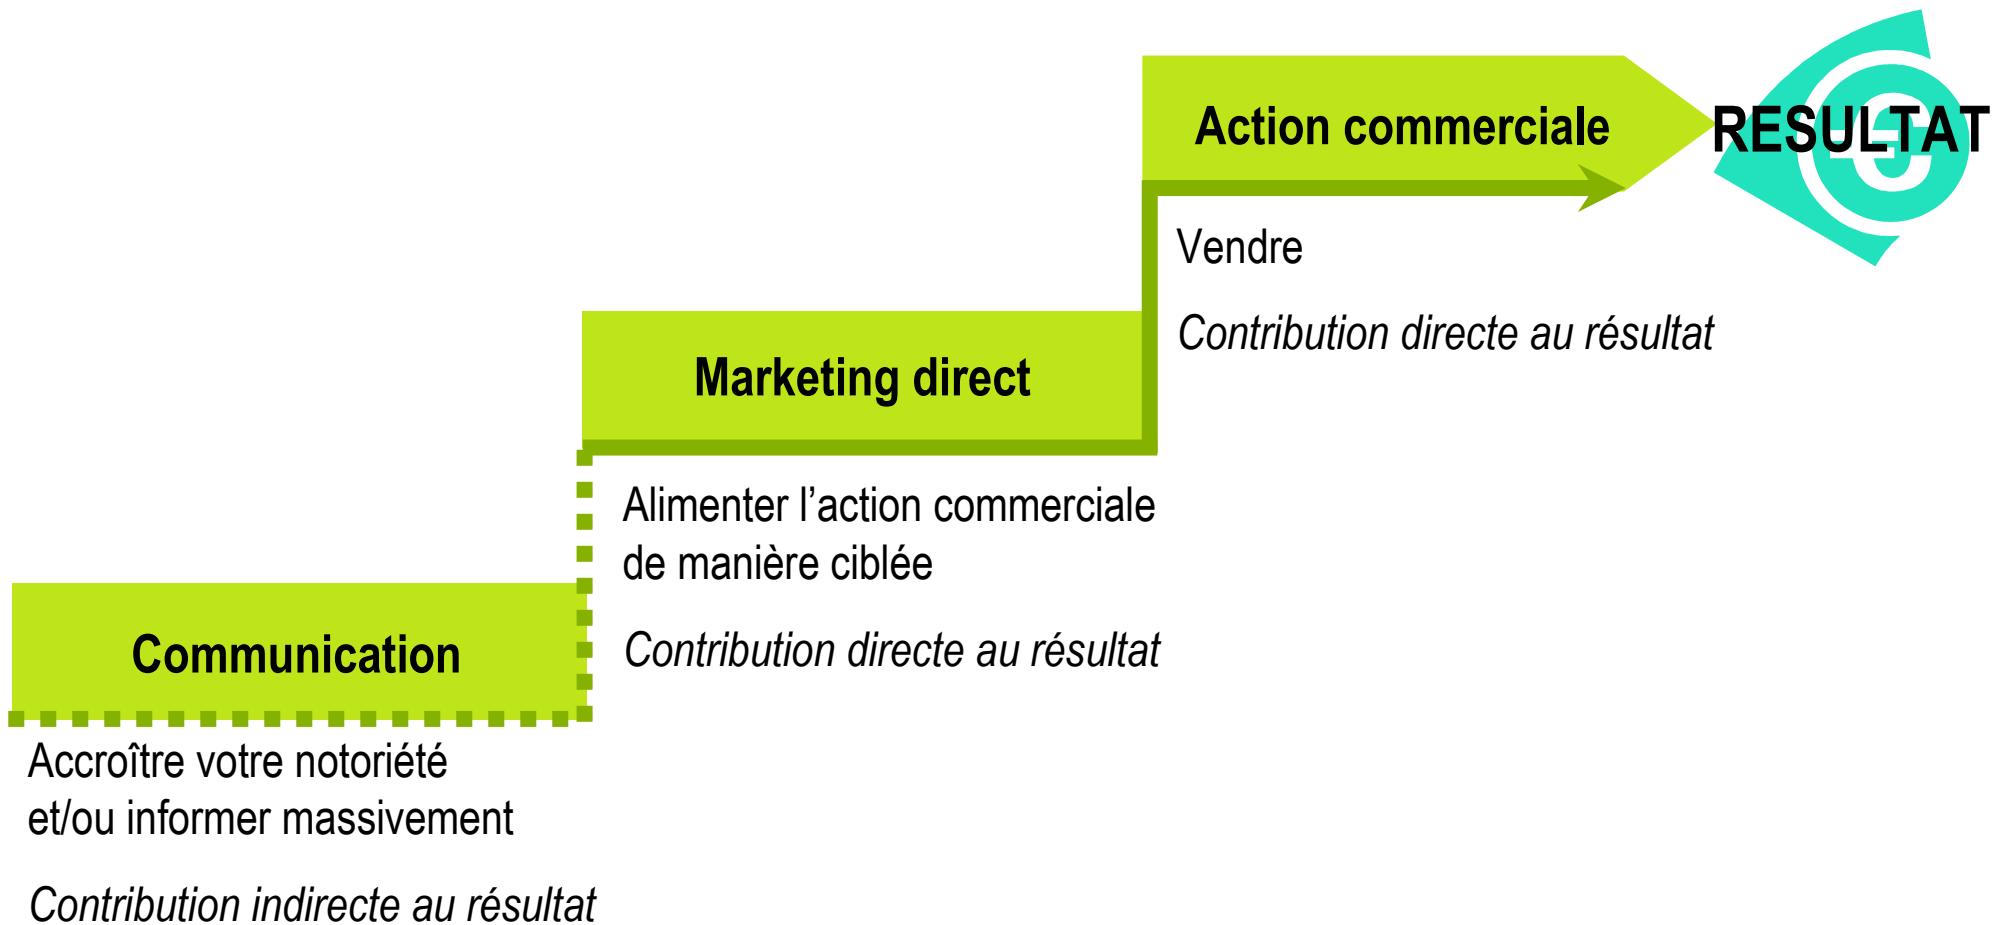 Action commerciale
RESULTAT
€
Vendre
Contribution directe au résultat
Marketing direct
Alimenter l’action commerciale
de manière ciblée
Contribution directe au résultat
Communication
Accroître votre notoriété
et/ou informer massivement
Contribution indirecte au résultat